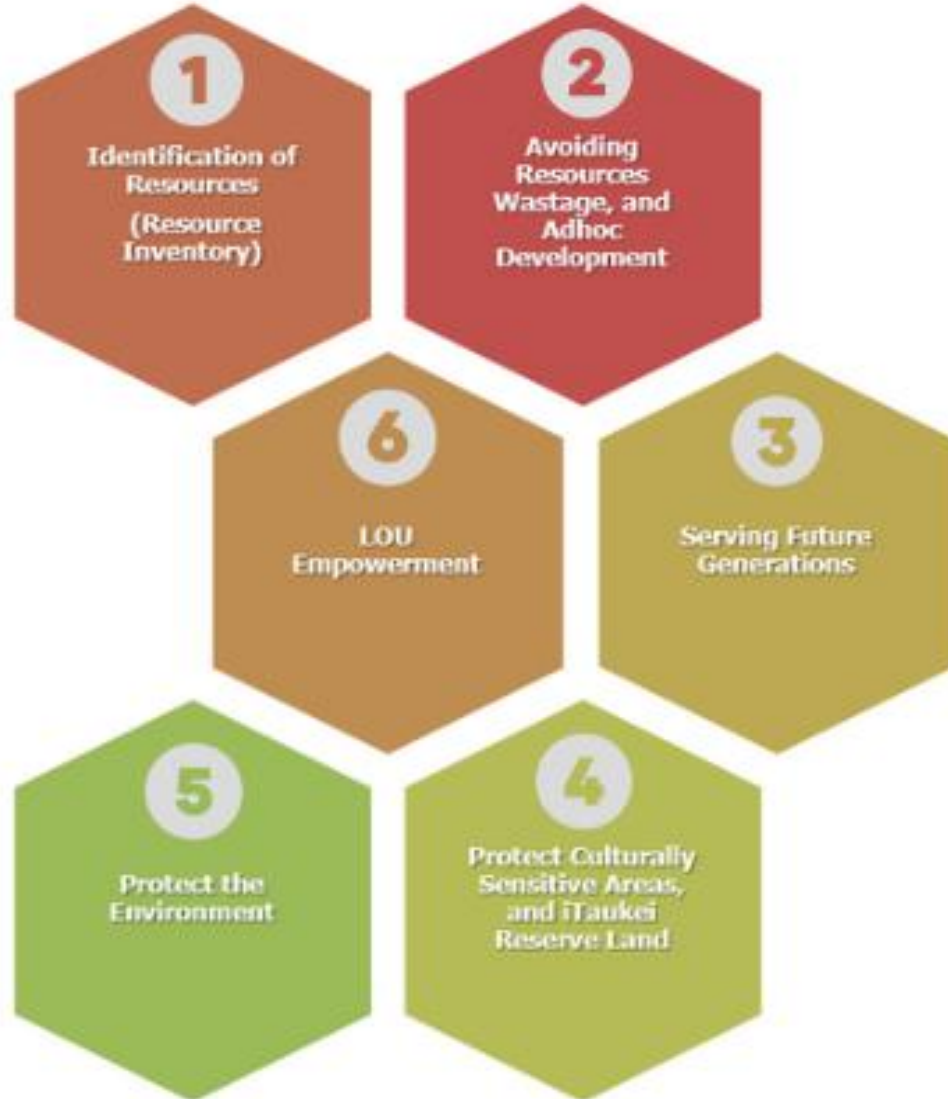 1
Identification of
Resources
(Resource
Inventory)
2
Avoiding
Resources
Wastage, and
Adhoc
Development
3
Serving Future
Generations
4
Protect Culturally
Sensitive Areas,
and iTaukei
Reserve Land
5
Protect the
Environment
6
LOU
Empowerment